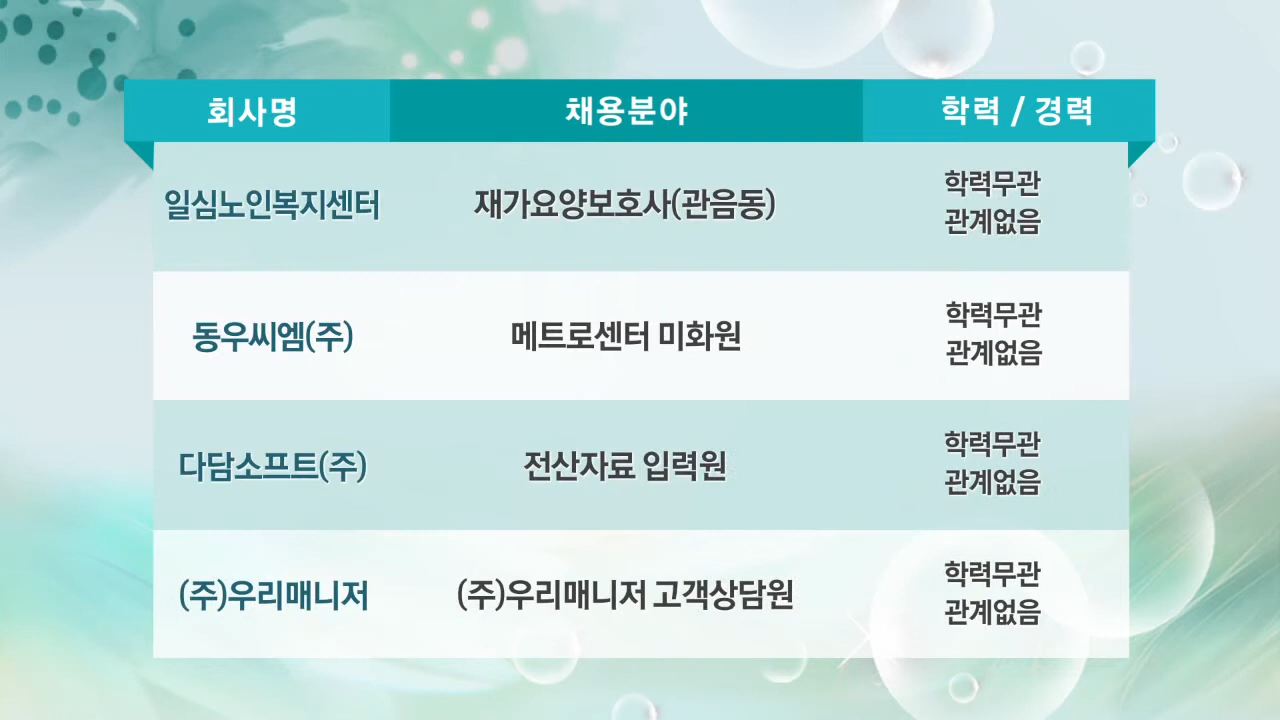 회사명 채용분야 학력 / 경력
일심노인복지센터 재가요양보호사(관음동) 학력무관
관계없음
동우씨엠(주) 메트로센터 미화원 학력무관
관계없음
다담소프트(주) 전산자료 입력원 학력무관
관계없음
(주)우리매니저 (주)우리매니저 고객상담원 학력무관
관계없음